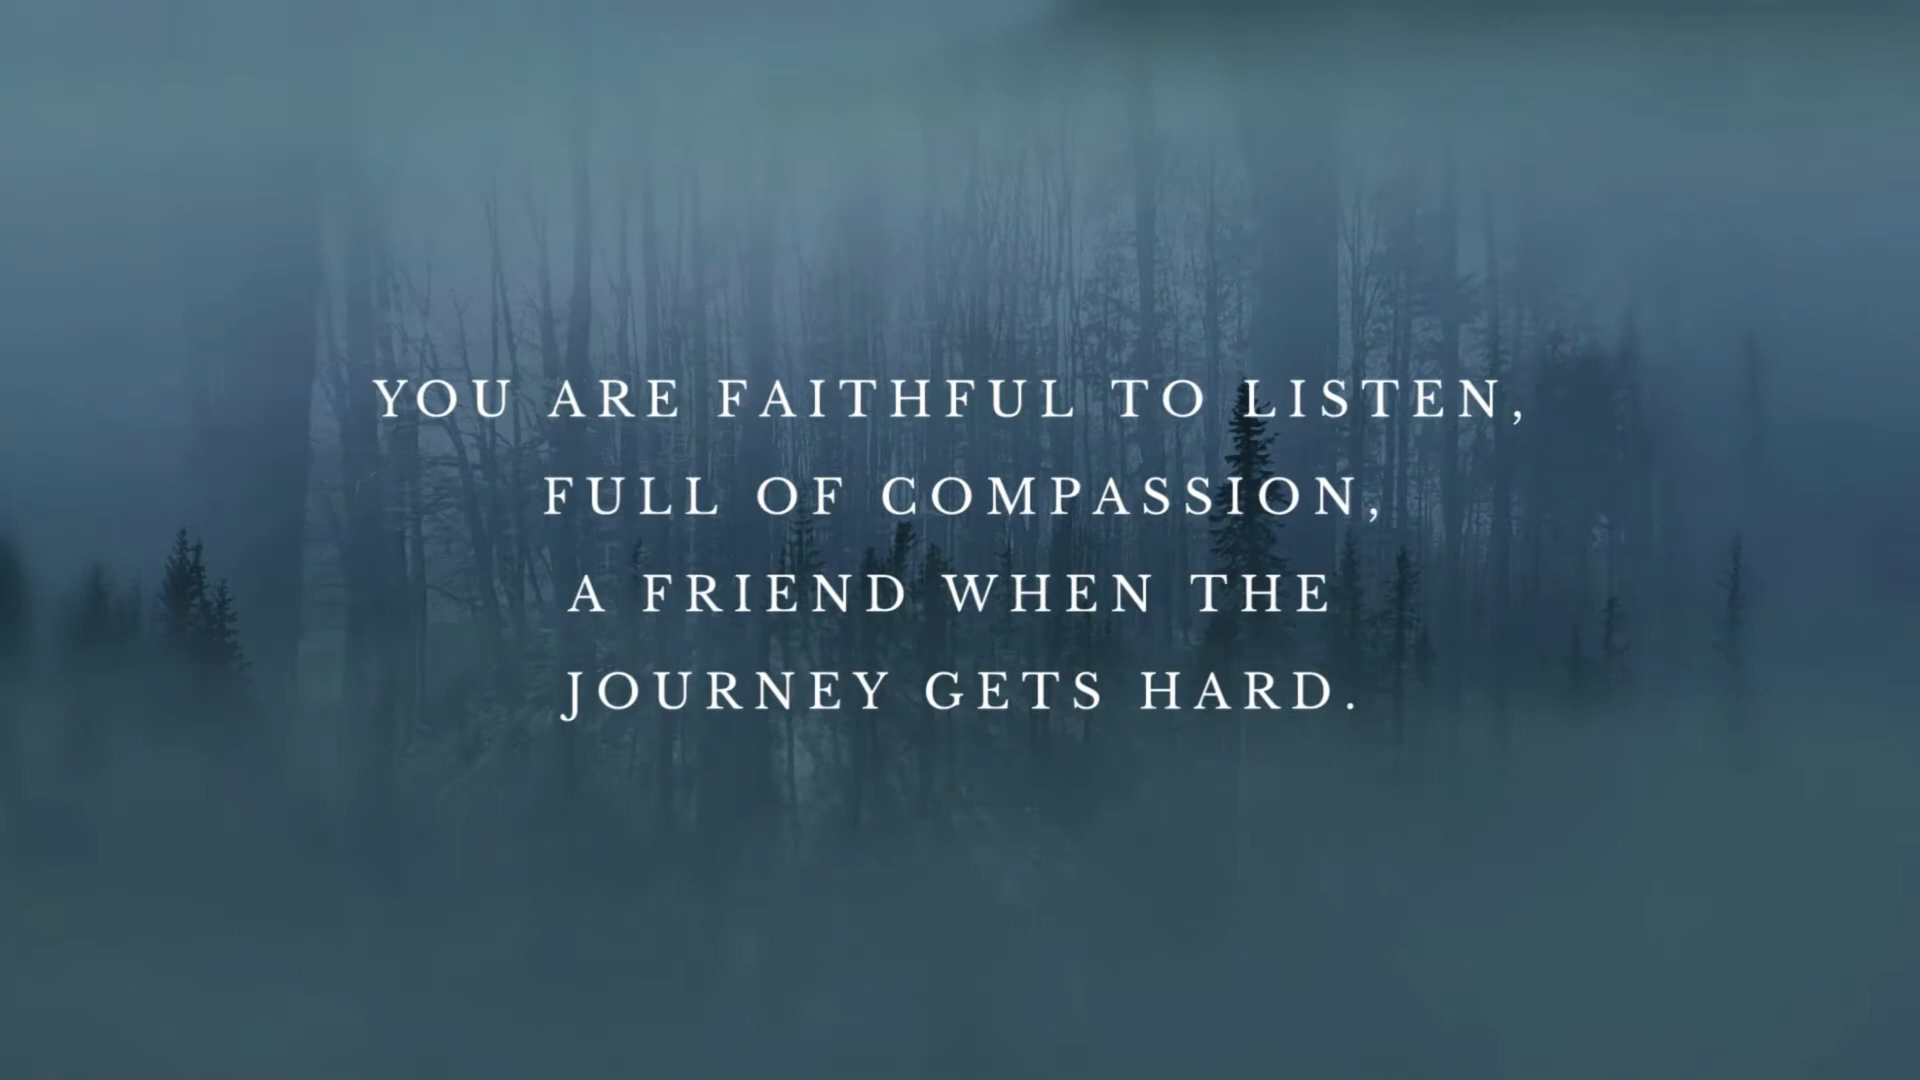 YOU ARE FAITHFUL TO LISTEN,
FULL OF COMPASSION,
A FRIEND WHEN THE
JOURNEY GETS HARD.